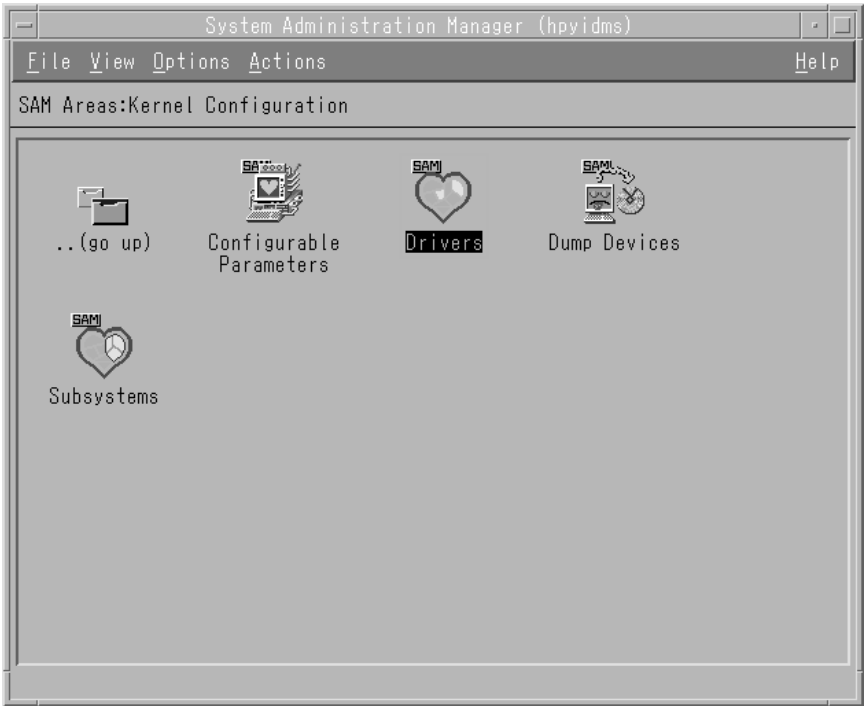 System Administration Manager (hpyidms)
File View Options Actions Help
SAM Areas:Kernel Configuration
SAM SAM SAM
..(go up) Configurable Parameters Drivers Dump Devices
SAM
Subsystems